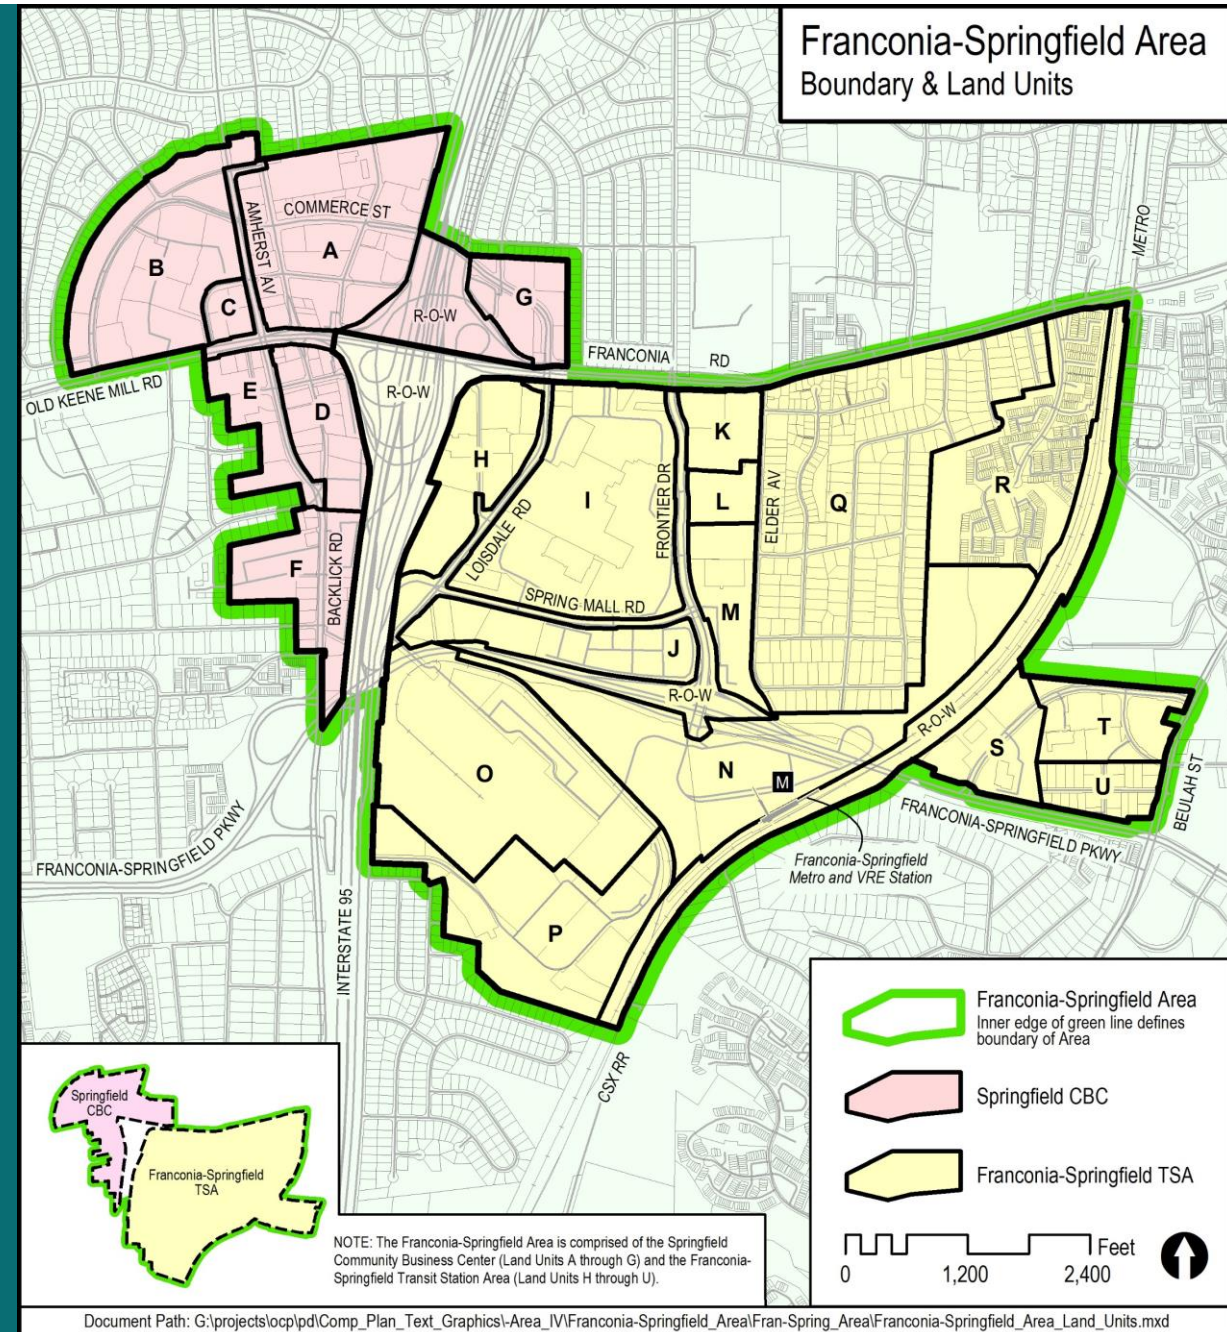 Franconia-Springfield Area
Boundary & Land Units
METRO
COMMERCE ST
AMHERST AV
A
B
C
G
R-O-W
FRANCONIA RD
OLD KEENE MILL RD
E
D
R-O-W
K
H
L
I
Q
R
ELDER AV
FRONTIER DR
LOISDALE RD
F
BACKLICK RD
SPRING MALL RD
M
J
R-O-W
R-O-W
T
S
U
BEULAH ST
O
N
M
FRANCONIA-SPRINGFIELD PKWY
FRANCONIA-SPRINGFIELD PKWY
Franconia-Springfield
Metro and VRE Station
P
INTERSTATE 95
CSX RR
Franconia-Springfield Area
Inner edge of green line defines
boundary of Area
Springfield CBC
Franconia-Springfield TSA
Feet
0 1,200 2,400
Springfield
CBC
Franconia-Springfield
TSA
NOTE: The Franconia-Springfield Area is comprised of the Springfield
Community Business Center (Land Units A through G) and the Franconia-
Springfield Transit Station Area (Land Units H through U).
Document Path: G:\projects\ocp\pd\Comp_Plan_Text_Graphics\-Area_IV\Franconia-Springfield_Area\Fran-Spring_Area\Franconia-Springfield_Area_Land_Units.mxd